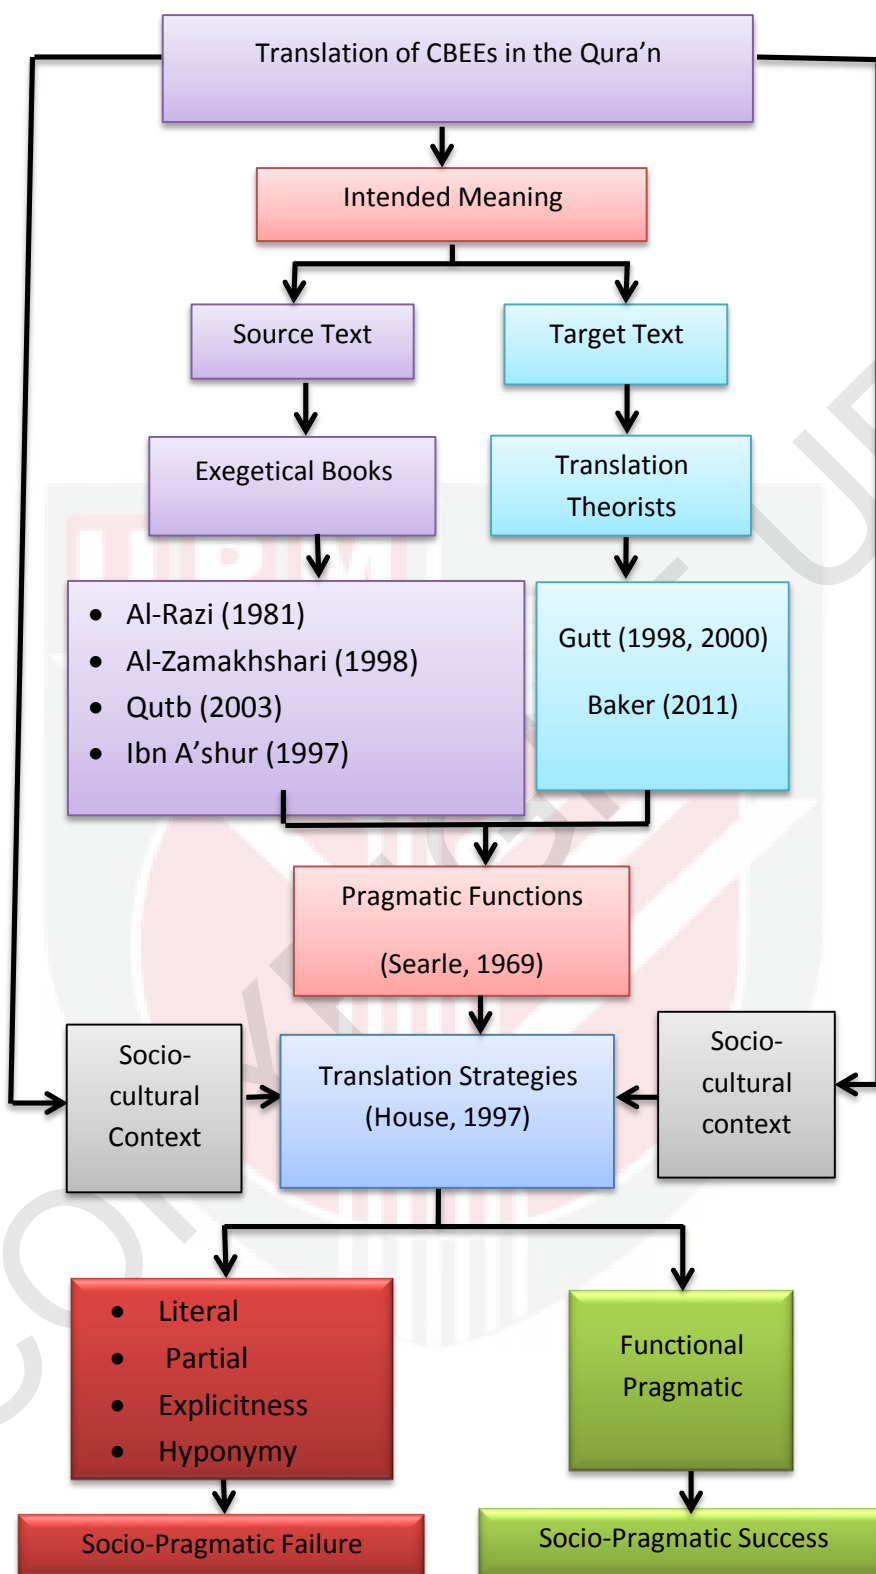 Translation of CBEEs in the Qura’n
Intended Meaning
Source Text
Target Text
Exegetical Books
Translation
Theorists
• Al-Razi (1981)
• Al-Zamakhshari (1998)
• Qutb (2003)
• Ibn A’shur (1997)
Gutt (1998, 2000)
Baker (2011)
Pragmatic Functions
(Searle, 1969)
Socio-
cultural
Context
Translation Strategies
(House, 1997)
Socio-
cultural
context
• Literal
• Partial
• Explicitness
• Hyponymy
Functional
Pragmatic
Socio-Pragmatic Failure
Socio-Pragmatic Success